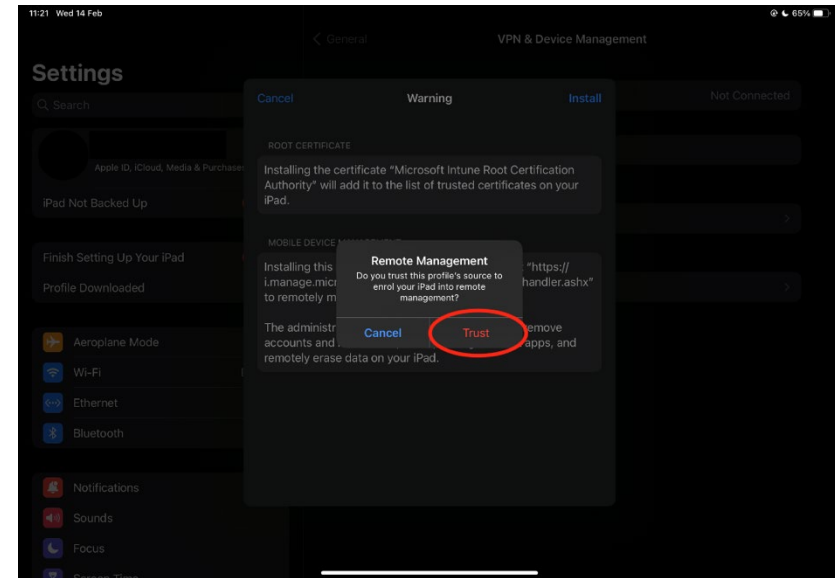 11:21 Wed 14 Feb
65%
General
VPN & Device Management
Settings
Search
Not Connected
Cancel
Warning
Install
Apple ID, iCloud, Media & Purchase
iPad Not Backed Up
Finish Setting Up Your iPad
Profile Downloaded
ROOT CERTIFICATE
Installing the certificate “Microsoft Intune Root Certification
Authority” will add it to the list of trusted certificates on your
iPad.
MOBILE DEVICE
Installing this “https://
i.manage.micr handler.ashx”
to remotely m
The administr emove
accounts and apps, and
remotely erase data on your iPad.
Remote Management
Do you trust this profile's source to
enrol your iPad into remote
management?
Cancel
Trust
Aeroplane Mode
Wi-Fi
Ethernet
Bluetooth
Notifications
Sounds
Focus
Screen Time